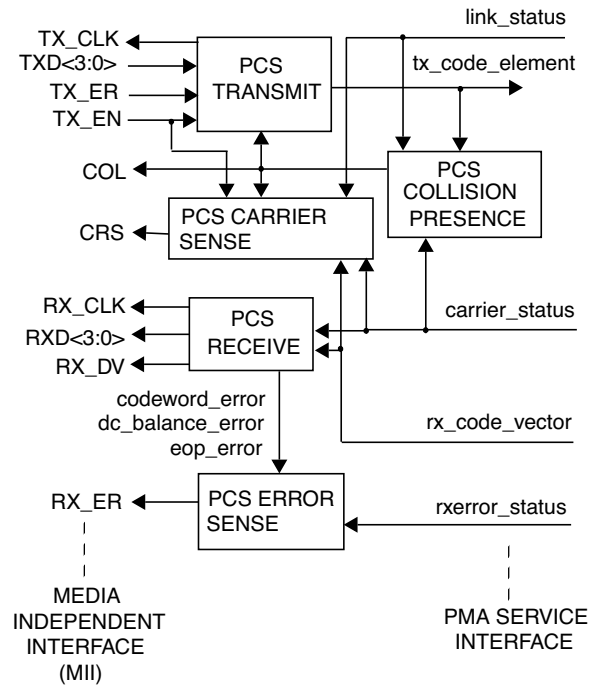 link_status
TX_CLK
TXD<3:0>
TX_ER
TX_EN
PCS
TRANSMIT
tx_code_element
COL
PCS
COLLISION
PRESENCE
PCS CARRIER
SENSE
CRS
RX_CLK
RXD<3:0>
RX_DV
PCS
RECEIVE
carrier_status
codeword_error
dc_balance_error
eop_error
rx_code_vector
RX_ER
PCS ERROR
SENSE
rxerror_status
MEDIA
INDEPENDENT
INTERFACE
(MII)
PMA SERVICE
INTERFACE